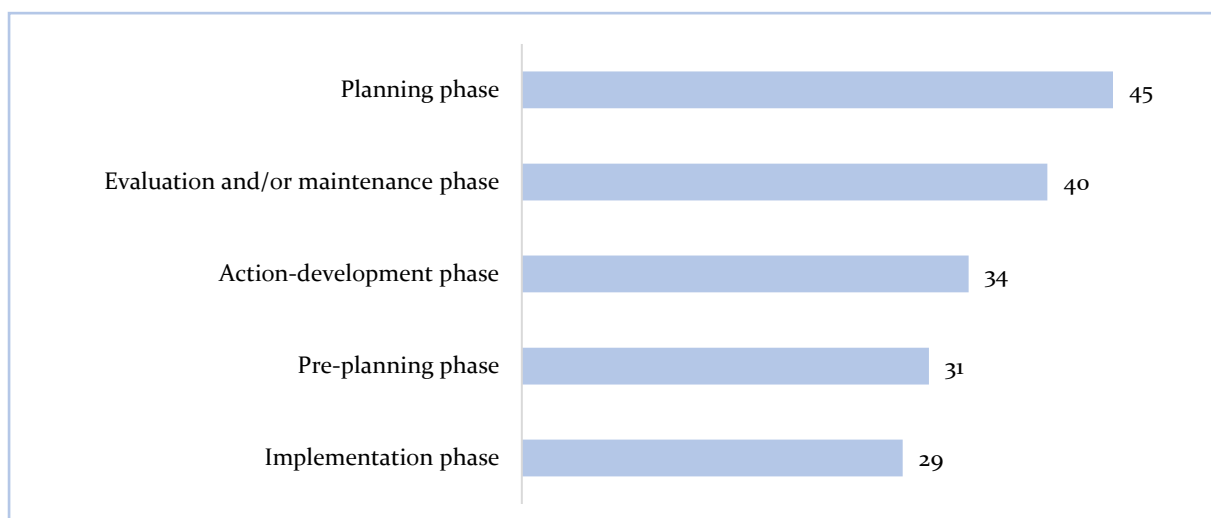 Planning phase 45
Evaluation and/or maintenance phase 40
Action-development phase 34
Pre-planning phase 31
Implementation phase 29